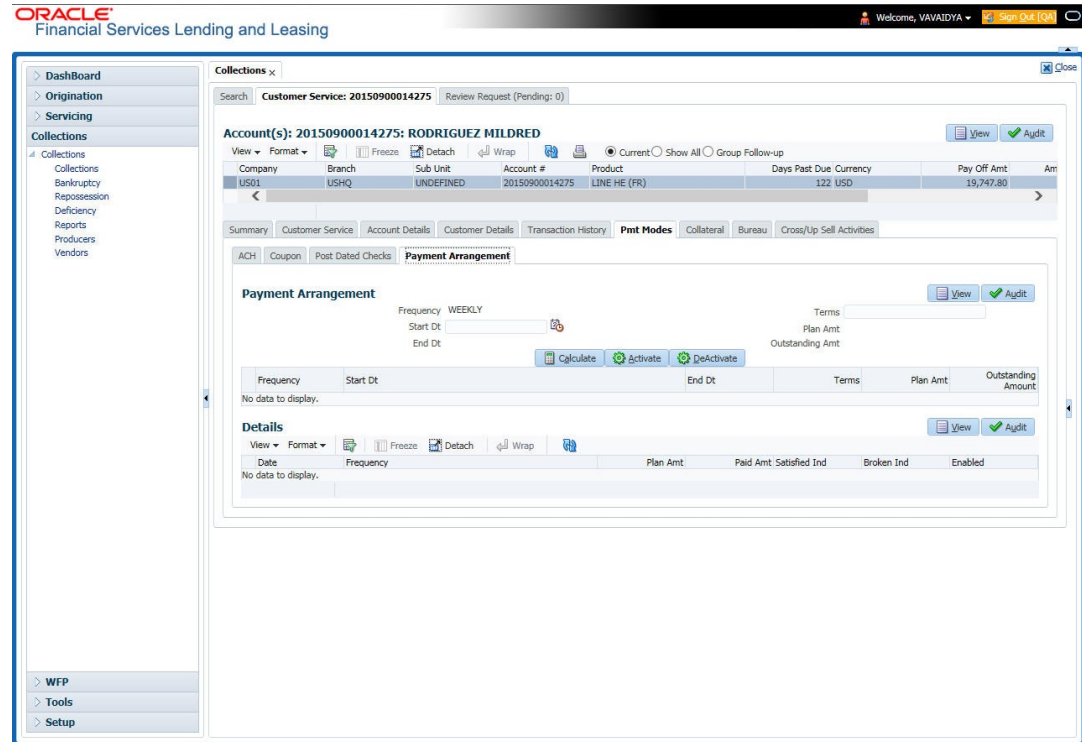 ORACLE
Financial Services Lending and Leasing
Welcome, VAVAIDYA
Sign Out [QA]
DashBoard
Origination
Servicing
Collections
Collections
Collections
Bankruptcy
Repossession
Deficiency
Reports
Producers
Vendors
WFP
Tools
Setup
Collections x
Close
Search Customer Service: 20150900014275 Review Request (Pending: 0)
Account(s): 20150900014275: RODRIGUEZ MILDRED
View Audit
View Format Freeze Detach Wrap Current Show All Group Follow-up
Company Branch Sub Unit Account # Product Days Past Due Currency Pay Off Amt Am
US01 USHQ UNDEFINED 20150900014275 LINE HE (FR) 122 USD 19,747.80
Summary Customer Service Account Details Customer Details Transaction History Pmt Modes Collateral Bureau Cross/Up Sell Activities
ACH Coupon Post Dated Checks Payment Arrangement
Payment Arrangement
View Audit
Frequency WEEKLY Terms
Start Dt Plan Amt
End Dt Outstanding Amt
Calculate Activate DeActivate
Frequency Start Dt End Dt Terms Plan Amt Outstanding Amount
No data to display.
Details
View Audit
View Format Freeze Detach Wrap
Date Frequency Plan Amt Paid Amt Satisfied Ind Broken Ind Enabled
No data to display.